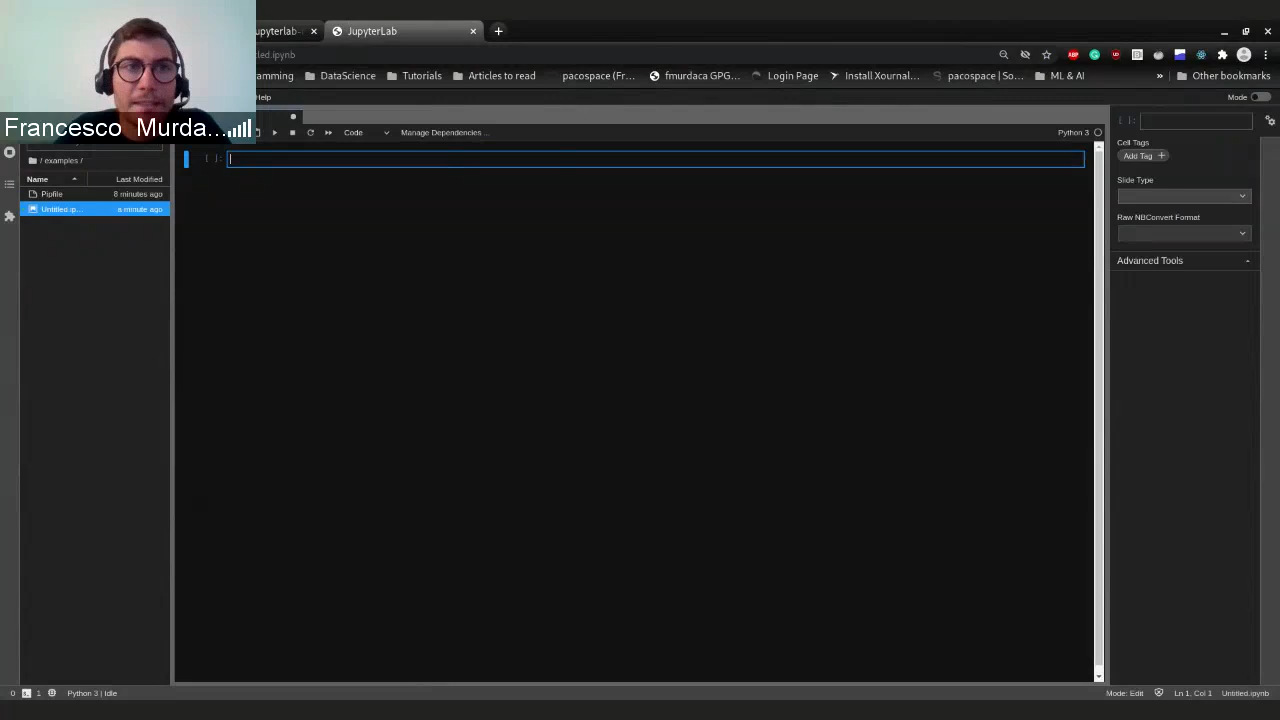 upyterlab-
JupyterLab
led.ipynb
mming
DataScience
Tutorials
Articles to read
pacospace (Fr...
fmurdaca GPG...
Login Page
Install Xournal...
pacospace | So...
ML & AI
»
Other bookmarks
Help
Mode
Francesco Murda...
Code
Manage Dependencies ...
Python 3
[ ]:
[ ]:
Cell Tags
Add Tag +
Slide Type
Raw NBConvert Format
Advanced Tools
/ examples /
Name
Last Modified
Pipfile
8 minutes ago
Untitled.ip...
a minute ago
0
1
Python 3 | Idle
Mode: Edit
Ln 1, Col 1
Untitled.ipynb